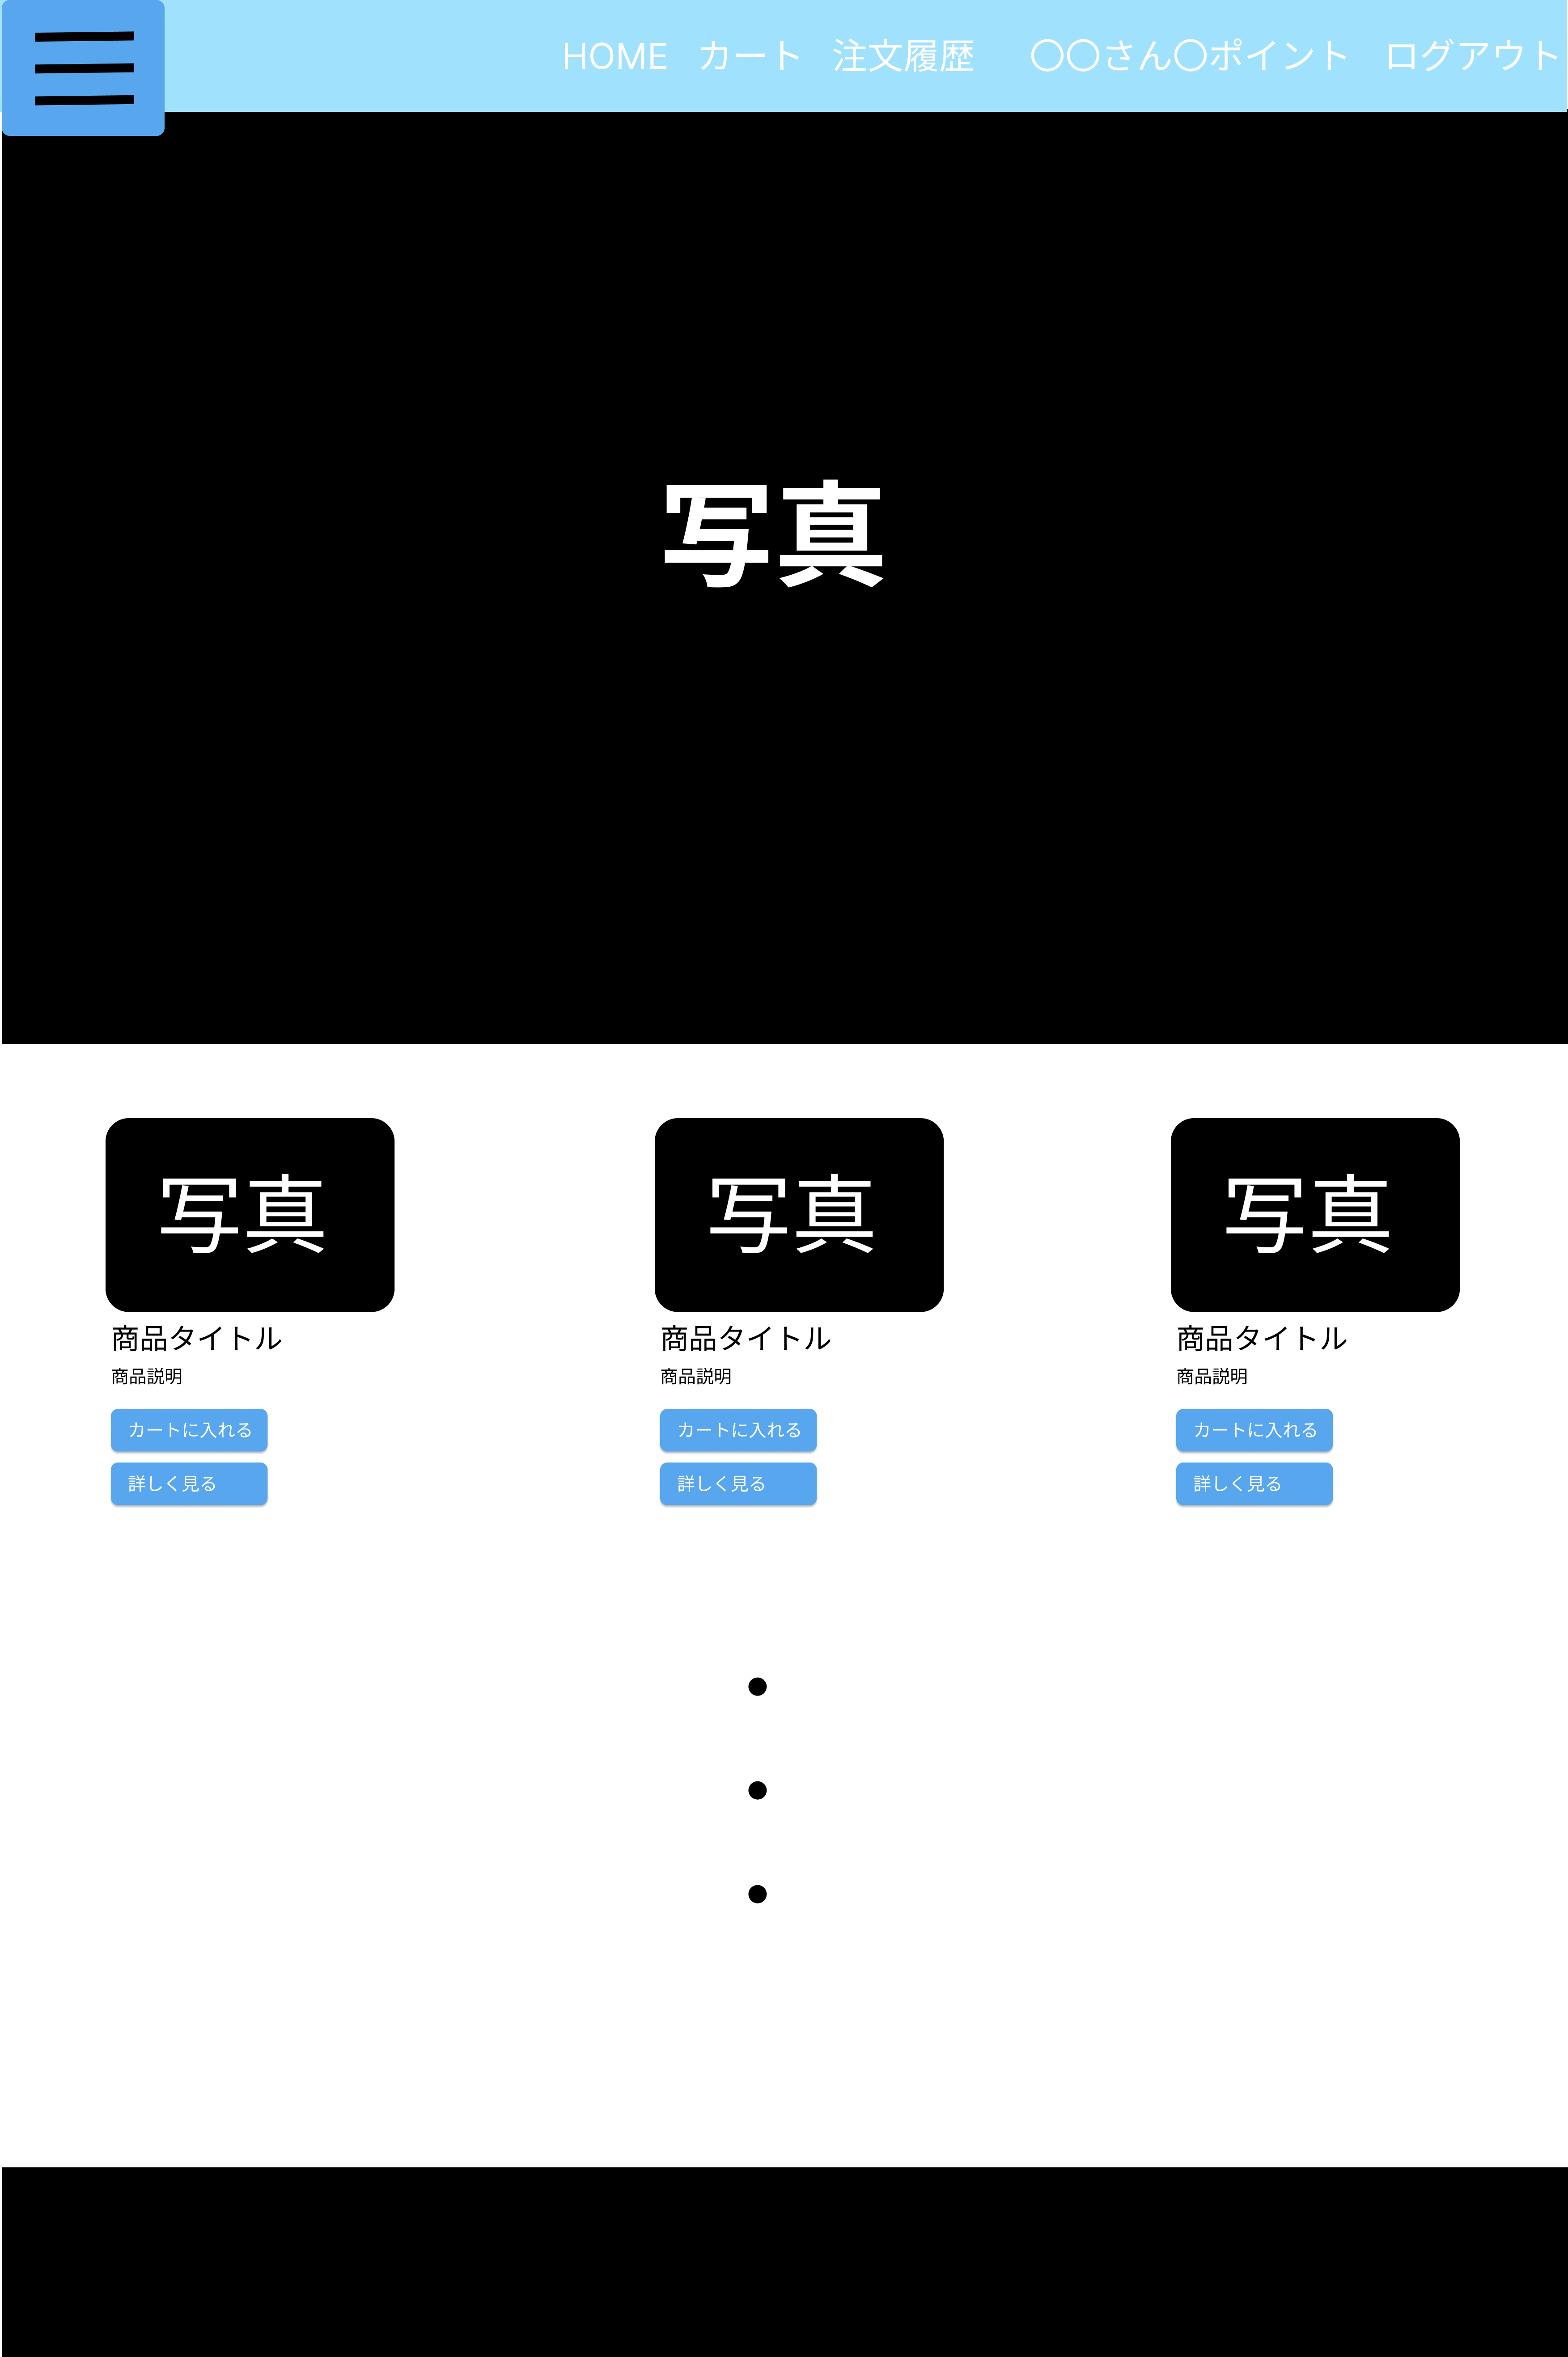 HOME カート 注文履歴 〇〇さん〇ポイント ログアウト
写真
写真 写真 写真
商品タイトル 商品タイトル 商品タイトル
商品説明 商品説明 商品説明
カートに入れる カートに入れる カートに入れる
詳しく見る 詳しく見る 詳しく見る